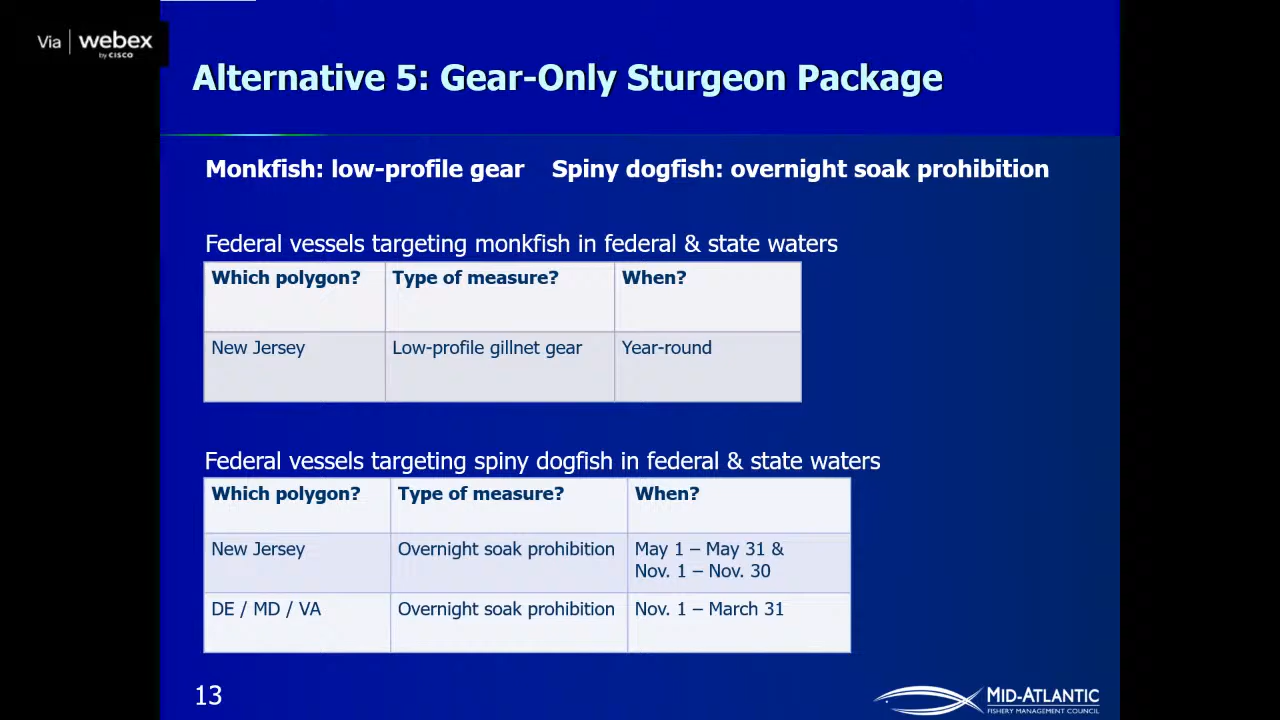 Via | webex
by CISCO
Alternative 5: Gear-Only Sturgeon Package
Monkfish: low-profile gear Spiny dogfish: overnight soak prohibition
Federal vessels targeting monkfish in federal & state waters
Which polygon? Type of measure? When?
New Jersey Low-profile gillnet gear Year-round
Federal vessels targeting spiny dogfish in federal & state waters
Which polygon? Type of measure? When?
New Jersey Overnight soak prohibition May 1 – May 31 &
Nov. 1 – Nov. 30
DE / MD / VA Overnight soak prohibition Nov. 1 – March 31
13
MID-ATLANTIC
FISHERY MANAGEMENT COUNCIL